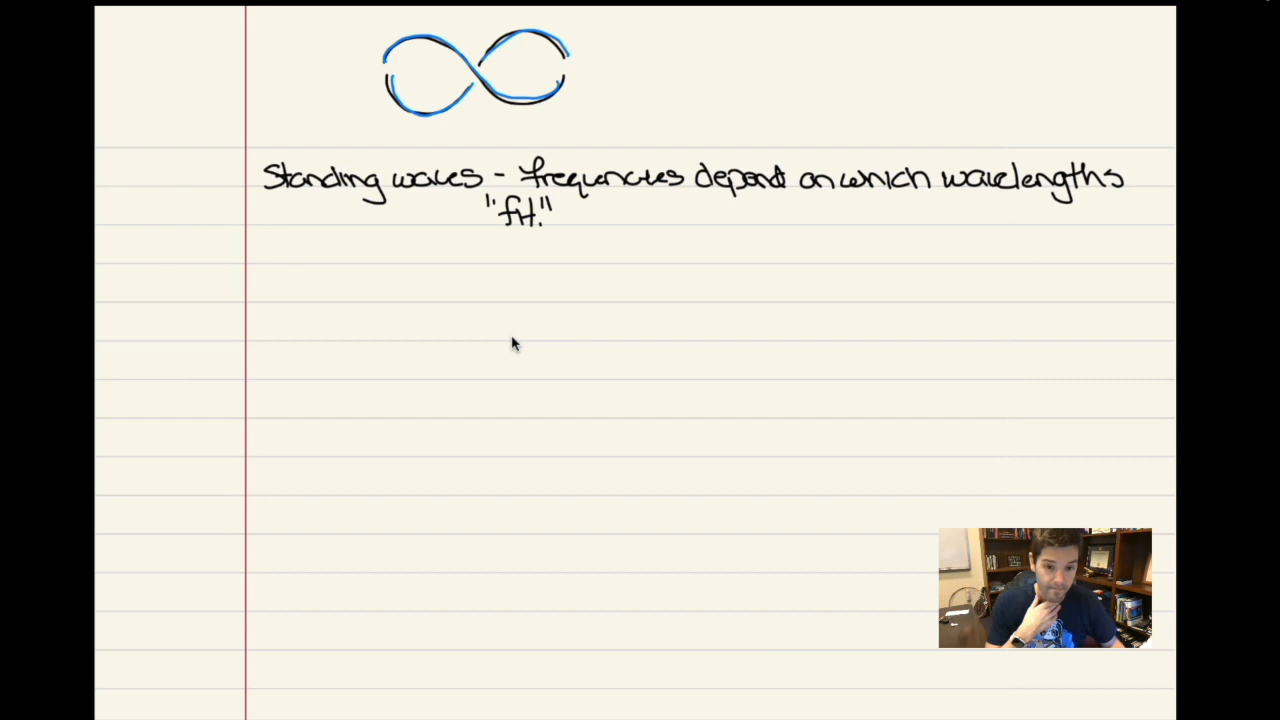 Standing waves - frequencies depend on which wavelengths
"fit."